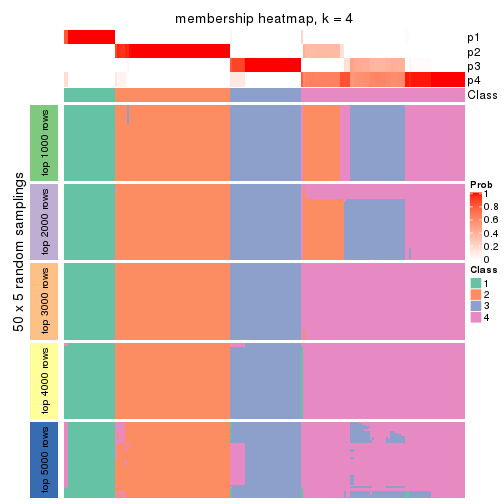 membership heatmap, k = 4
p1
p2
p3
p4
Class
50 x 5 random samplings
top 1000 rows
top 2000 rows
top 3000 rows
top 4000 rows
top 5000 rows
Prob
1
0.8
0.6
0.4
0.2
0
Class
1
2
3
4